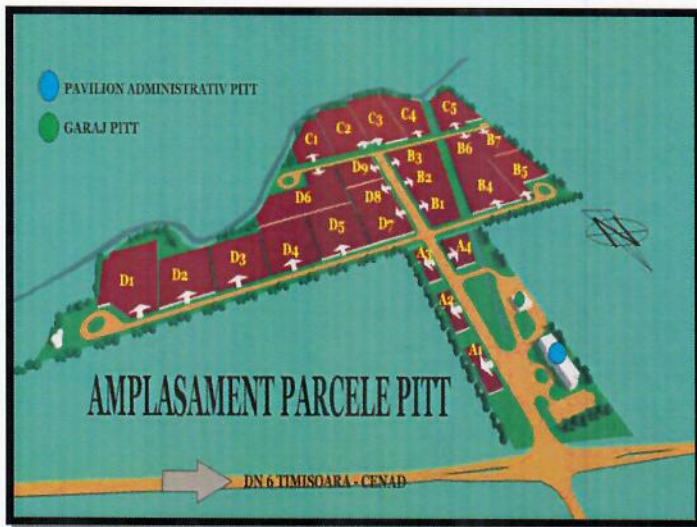 PAVILION ADMINISTRATIV PITT
GARAJ PITT
C1
C2
C3
C4
C5
B7
B6
B5
B4
B3
B2
B1
D9
D8
D7
D6
D5
D4
D3
D2
D1
A4
A3
A2
A1
N
AMPLASAMENT PARCELE PITT
DN 6 TIMISOARA - CENAD